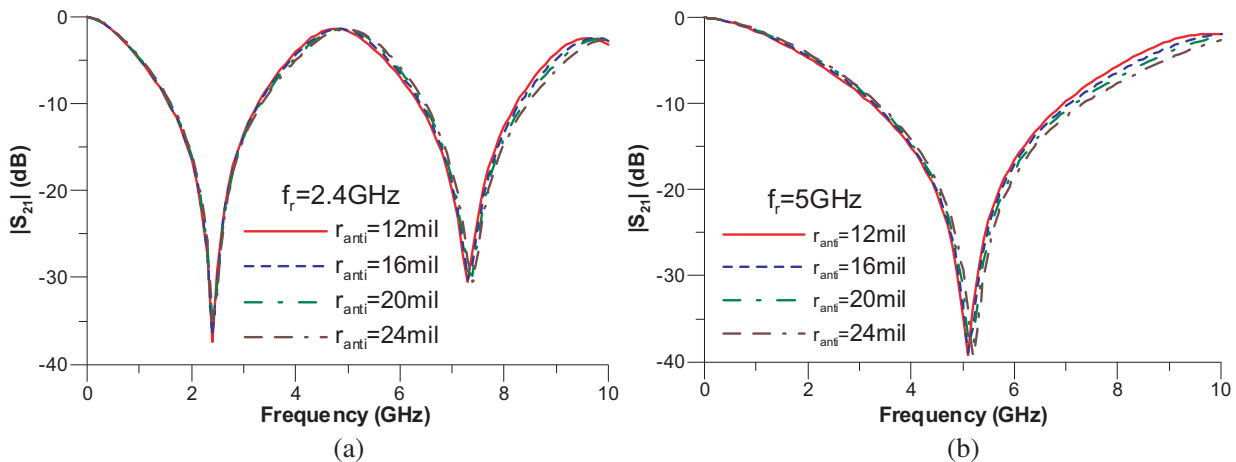 0
-10
-20
-30
-40
|S21| (dB)
fr=2.4GHz
ranti=12mil
ranti=16mil
ranti=20mil
ranti=24mil
0 2 4 6 8 10
Frequency (GHz)
(a)
0
-10
-20
-30
-40
|S21| (dB)
fr=5GHz
ranti=12mil
ranti=16mil
ranti=20mil
ranti=24mil
0 2 4 6 8 10
Frequency (GHz)
(b)